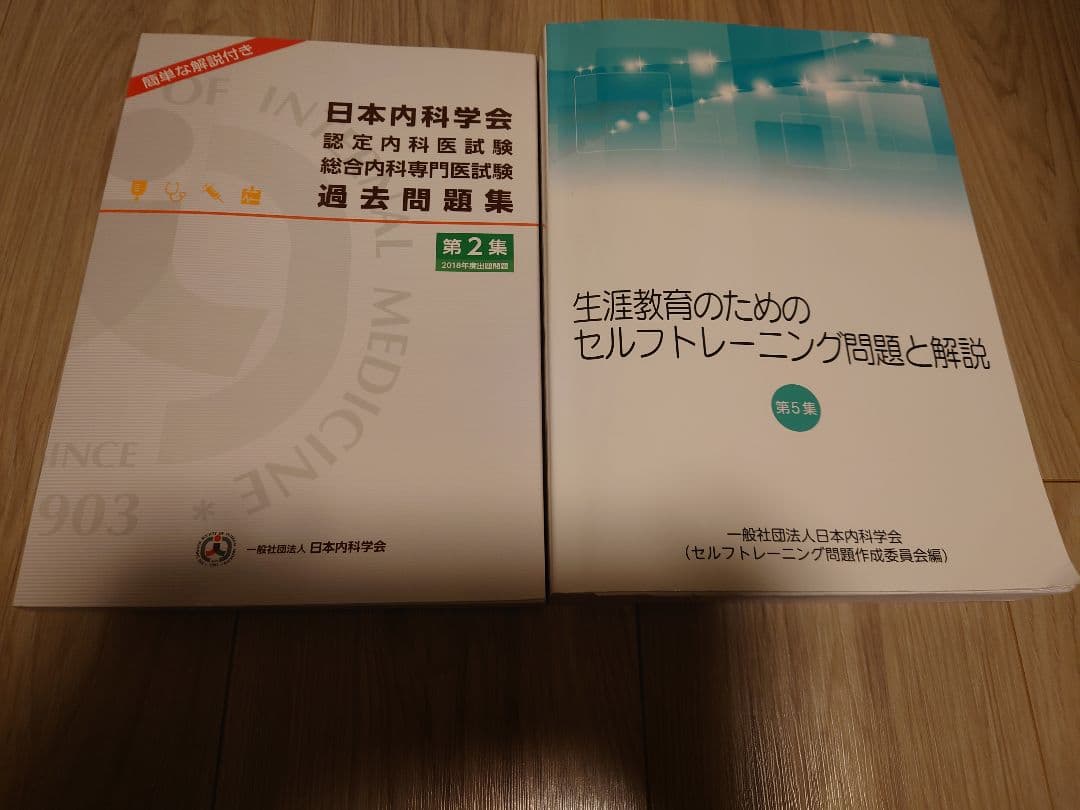 簡単な解説付き
OF INTERNAL MEDICINE *
日本内科学会
認定内科医試験
総合内科専門医試験
過去問題集
第2集
2018年度出題問題
INCE
903
一般社団法人 日本内科学会
生涯教育のための
セルフトレーニング問題と解説
第5集
一般社団法人日本内科学会
（セルフトレーニング問題作成委員会編）